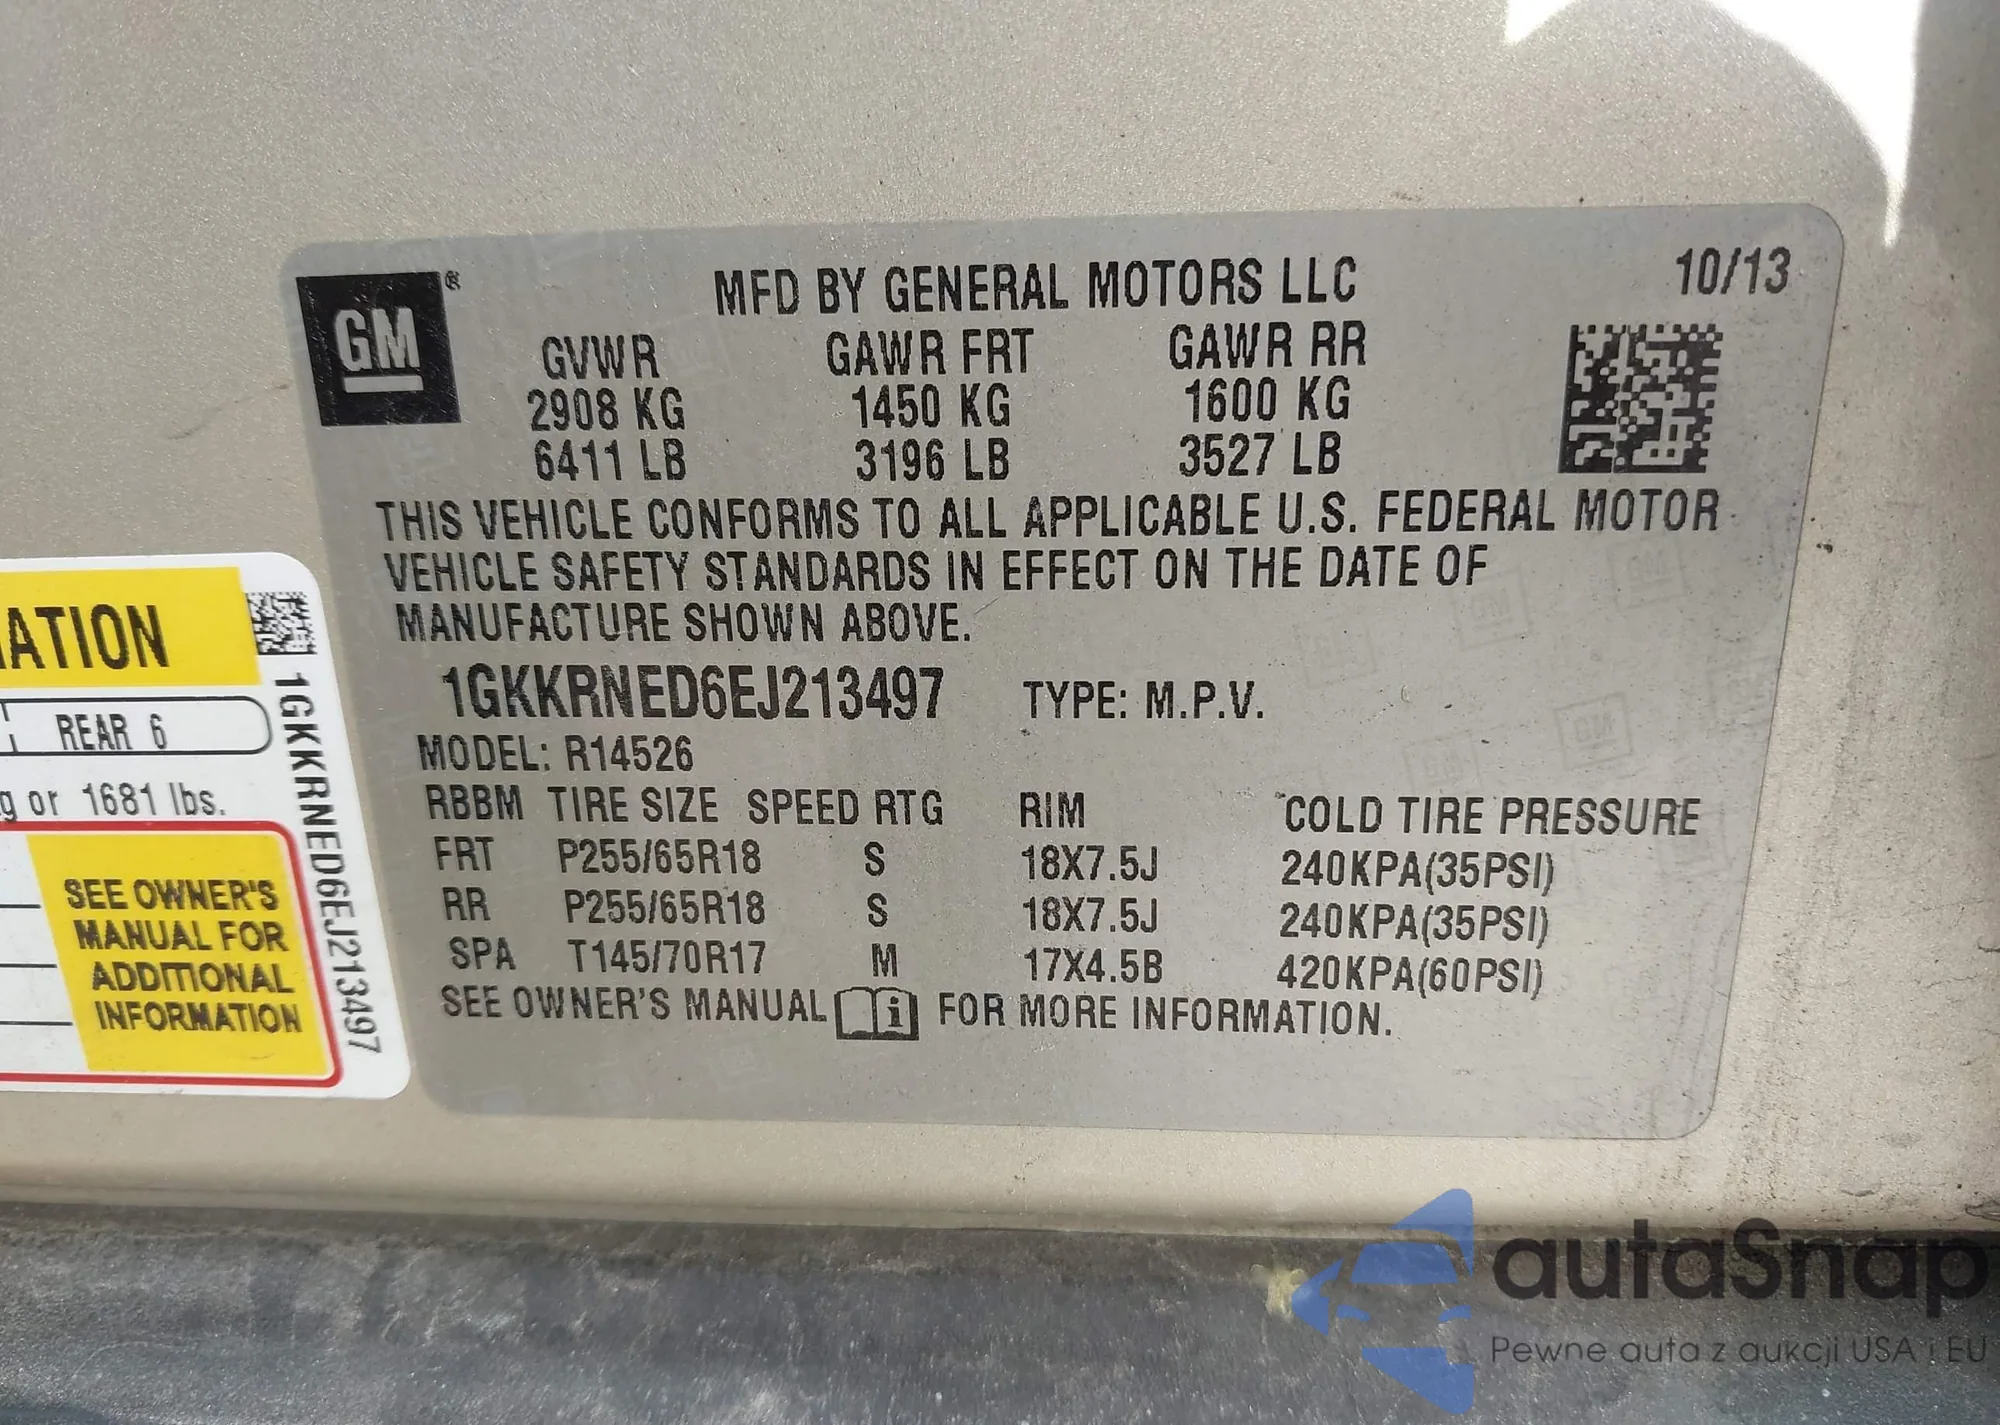 GM ®
MFD BY GENERAL MOTORS LLC
10/13
GVWR GAWR FRT GAWR RR
2908 KG 1450 KG 1600 KG
6411 LB 3196 LB 3527 LB
THIS VEHICLE CONFORMS TO ALL APPLICABLE U.S. FEDERAL MOTOR
VEHICLE SAFETY STANDARDS IN EFFECT ON THE DATE OF
MANUFACTURE SHOWN ABOVE.
1GKKRNED6EJ213497 TYPE: M.P.V.
MODEL: R14526
RBBM TIRE SIZE SPEED RTG RIM COLD TIRE PRESSURE
FRT P255/65R18 S 18X7.5J 240KPA(35PSI)
RR P255/65R18 S 18X7.5J 240KPA(35PSI)
SPA T145/70R17 M 17X4.5B 420KPA(60PSI)
SEE OWNER'S MANUAL i FOR MORE INFORMATION.
ATION
REAR 6
g or 1681 lbs.
SEE OWNER'S
MANUAL FOR
ADDITIONAL
INFORMATION
1GKKRNED6EJ213497
autaSnap
Pewne auta z aukcji USA i EU